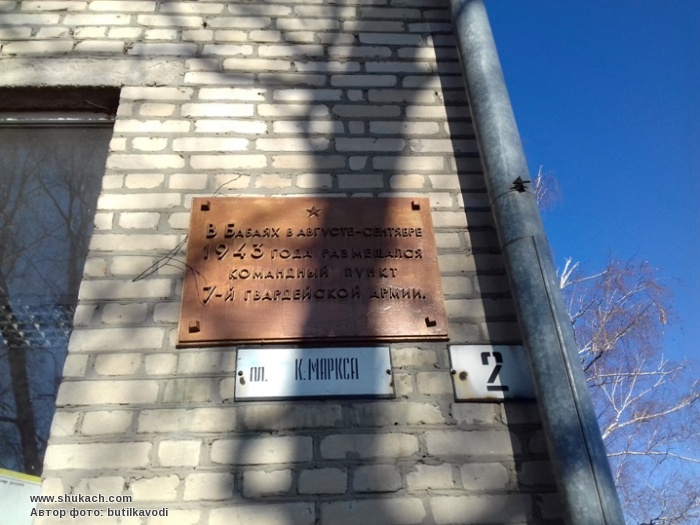 В БАБАЯХ В АВГУСТЕ-СЕНТЯБРЕ
1943 ГОДА РАЗМЕЩАЛСЯ
КОМАНДНЫЙ ПУНКТ
7-Й ГВАРДЕЙСКОЙ АРМИИ.
ПЛ. К. МАРКСА
2
www.shukach.com
Автор фото: butilkavodi